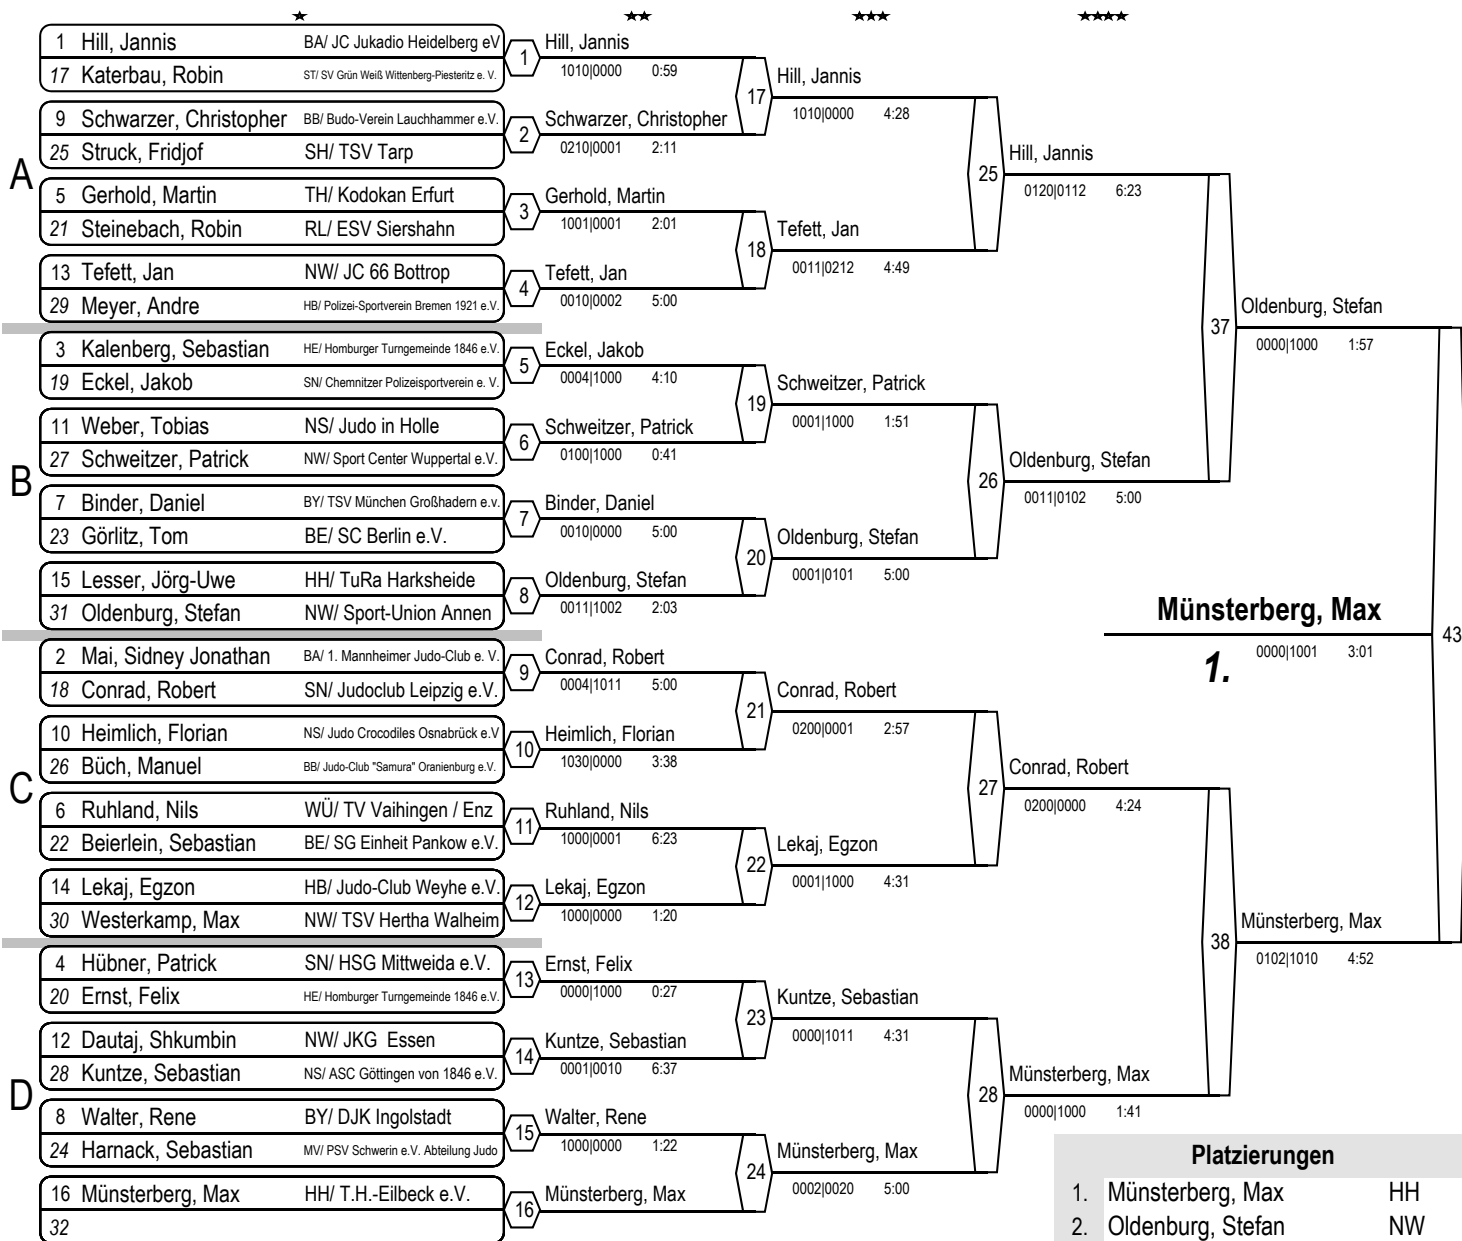 1 Hill, Jannis BA/ JC Jukadio Heidelberg eV
17 Katerbau, Robin ST/ SV Grün Weiß Wittenberg-Piesteritz e. V.
9 Schwarzer, Christopher BB/ Budo-Verein Lauchhammer e.V.
25 Struck, Fridjof SH/ TSV Tarp
A
5 Gerhold, Martin TH/ Kodokan Erfurt
21 Steinebach, Robin RL/ ESV Siershahn
13 Tefett, Jan NW/ JC 66 Bottrop
29 Meyer, Andre HB/ Polizei-Sportverein Bremen 1921 e.V.
3 Kalenberg, Sebastian HE/ Homburger Turngemeinde 1846 e.V.
19 Eckel, Jakob SN/ Chemnitzer Polizeisportverein e. V.
11 Weber, Tobias NS/ Judo in Holle
27 Schweitzer, Patrick NW/ Sport Center Wuppertal e.V.
B
7 Binder, Daniel BY/ TSV München Großhadern e.v.
23 Görlitz, Tom BE/ SC Berlin e.V.
15 Lesser, Jörg-Uwe HH/ TuRa Harksheide
31 Oldenburg, Stefan NW/ Sport-Union Annen
2 Mai, Sidney Jonathan BA/ 1. Mannheimer Judo-Club e. V.
18 Conrad, Robert SN/ Judoclub Leipzig e.V.
10 Heimlich, Florian NS/ Judo Crocodiles Osnabrück e.V
26 Büch, Manuel BB/ Judo-Club "Samura" Oranienburg e.V.
C
6 Ruhland, Nils WÜ/ TV Vaihingen / Enz
22 Beierlein, Sebastian BE/ SG Einheit Pankow e.V.
14 Lekaj, Egzon HB/ Judo-Club Weyhe e.V.
30 Westerkamp, Max NW/ TSV Hertha Walheim
4 Hübner, Patrick SN/ HSG Mittweida e.V.
20 Ernst, Felix HE/ Homburger Turngemeinde 1846 e.V.
12 Dautaj, Shkumbin NW/ JKG Essen
28 Kuntze, Sebastian NS/ ASC Göttingen von 1846 e.V.
D
8 Walter, Rene BY/ DJK Ingolstadt
24 Harnack, Sebastian MV/ PSV Schwerin e.V. Abteilung Judo
16 Münsterberg, Max HH/ T.H.-Eilbeck e.V.
32
1 Hill, Jannis
1010|0000 0:59
2 Schwarzer, Christopher
0210|0001 2:11
3 Gerhold, Martin
1001|0001 2:01
4 Tefett, Jan
0010|0002 5:00
5 Eckel, Jakob
0004|1000 4:10
6 Schweitzer, Patrick
0100|1000 0:41
7 Binder, Daniel
0010|0000 5:00
8 Oldenburg, Stefan
0011|1002 2:03
9 Conrad, Robert
0004|1011 5:00
10 Heimlich, Florian
1030|0000 3:38
11 Ruhland, Nils
1000|0001 6:23
12 Lekaj, Egzon
1000|0000 1:20
13 Ernst, Felix
0000|1000 0:27
14 Kuntze, Sebastian
0001|0010 6:37
15 Walter, Rene
1000|0000 1:22
16 Münsterberg, Max
17 Hill, Jannis
1010|0000 4:28
18 Tefett, Jan
0011|0212 4:49
19 Schweitzer, Patrick
0001|1000 1:51
20 Oldenburg, Stefan
0001|0101 5:00
21 Conrad, Robert
0200|0001 2:57
22 Lekaj, Egzon
0001|1000 4:31
23 Kuntze, Sebastian
0000|1011 4:31
24 Münsterberg, Max
0002|0020 5:00
25 Hill, Jannis
0120|0112 6:23
26 Oldenburg, Stefan
0011|0102 5:00
27 Conrad, Robert
0200|0000 4:24
28 Münsterberg, Max
0000|1000 1:41
37 Oldenburg, Stefan
0000|1000 1:57
38 Münsterberg, Max
0102|1010 4:52
Münsterberg, Max 43
1. 0000|1001 3:01
Platzierungen
1. Münsterberg, Max HH
2. Oldenburg, Stefan NW